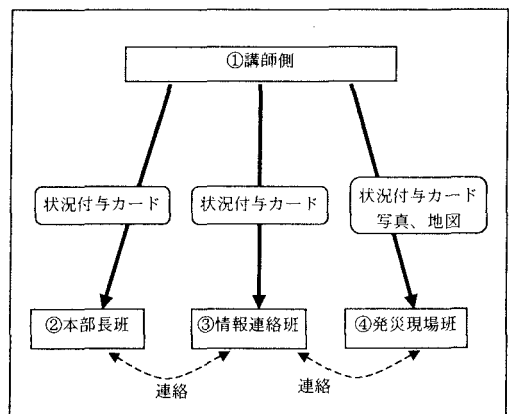 ①講師側
状況付与カード
状況付与カード
状況付与カード
写真、地図
②本部長班
③情報連絡班
④発災現場班
連絡
連絡